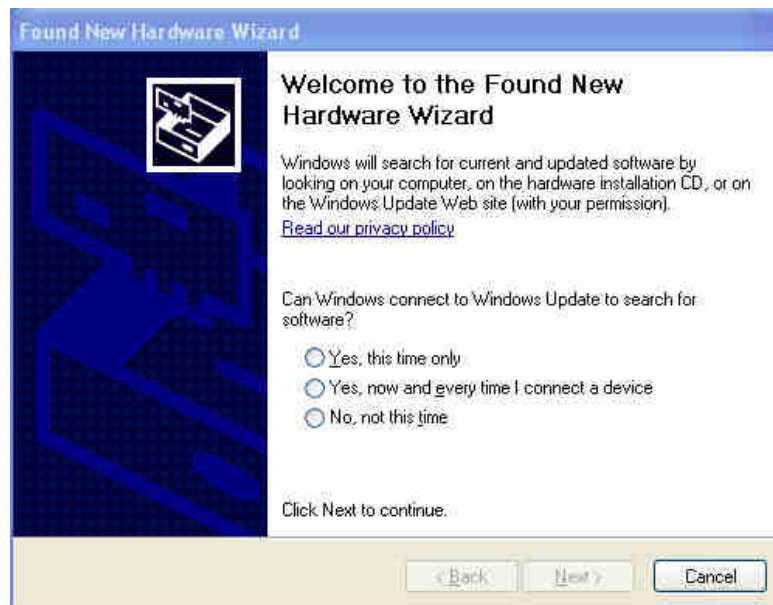 Found New Hardware Wizard
Welcome to the Found New
Hardware Wizard
Windows will search for current and updated software by
looking on your computer, on the hardware installation CD, or on
the Windows Update Web site (with your permission).
Read our privacy policy
Can Windows connect to Windows Update to search for
software?
Yes, this time only
Yes, now and every time I connect a device
No, not this time
Click Next to continue.
< Back
Next >
Cancel